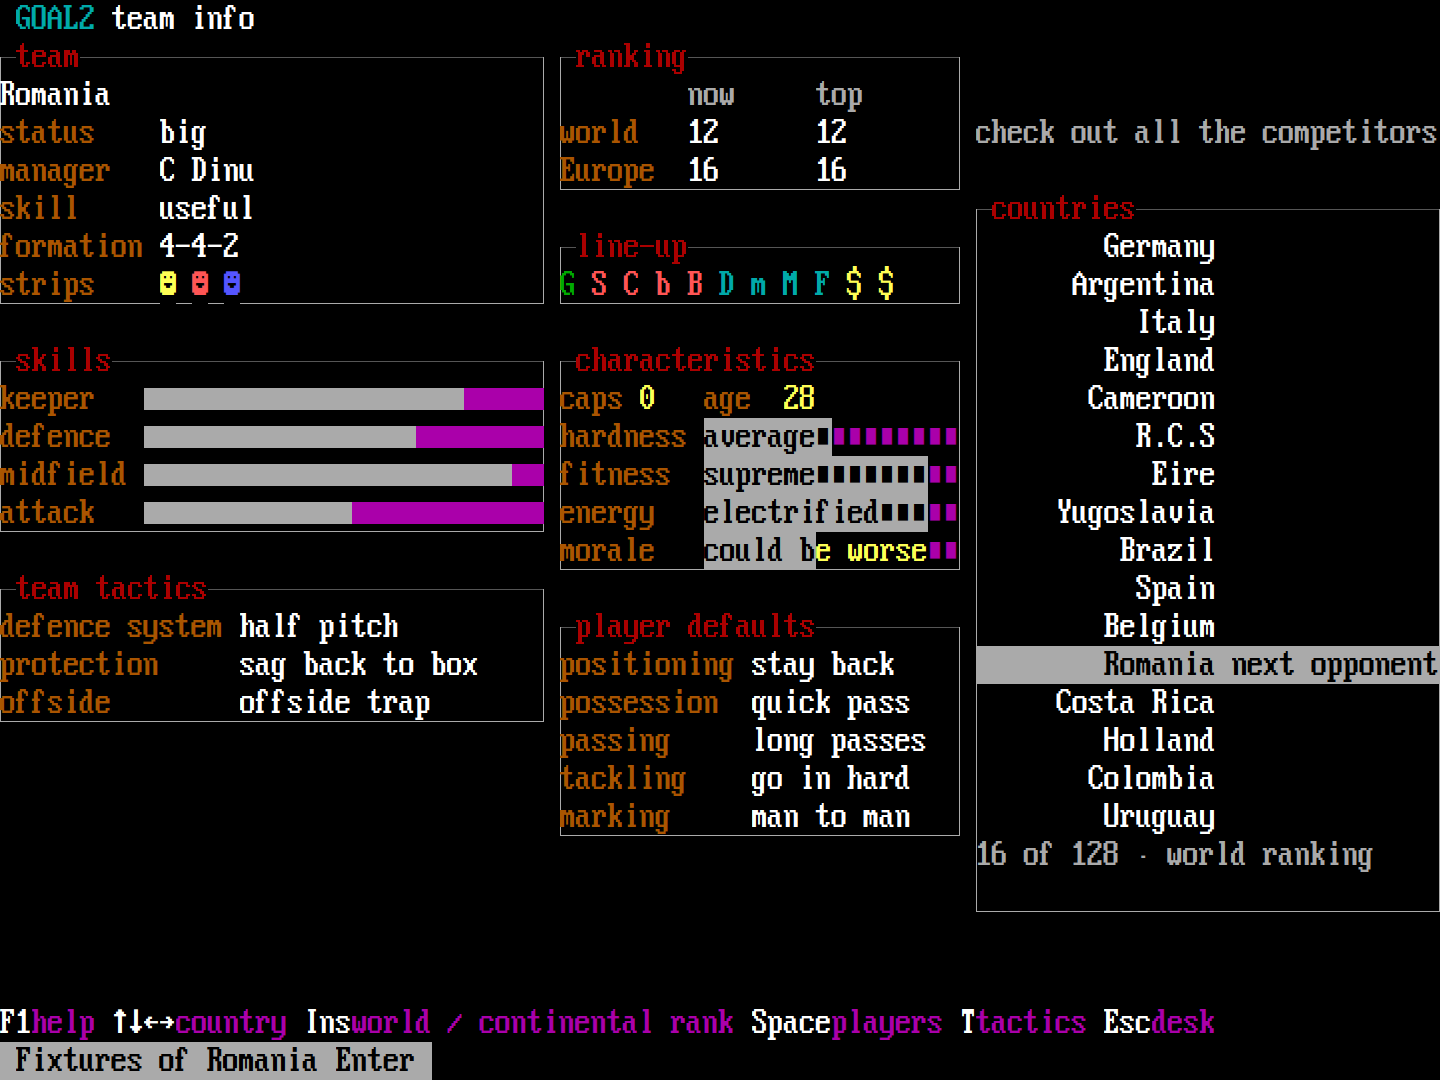 GOAL2 team info
team
Romania
status big
manager C Dinu
skill useful
formation 4-4-2
strips
skills
keeper
defence
midfield
attack
team tactics
defence system half pitch
protection sag back to box
offside offside trap
ranking
now top
world 12 12
Europe 16 16
line-up
G S C b B D m M F $ $
characteristics
caps 0 age 28
hardness average
fitness supreme
energy electrified
morale could be worse
player defaults
positioning stay back
possession quick pass
passing long passes
tackling go in hard
marking man to man
check out all the competitors
countries
Germany
Argentina
Italy
England
Cameroon
R.C.S
Eire
Yugoslavia
Brazil
Spain
Belgium
Romania next opponent
Costa Rica
Holland
Colombia
Uruguay
16 of 128 · world ranking
F1help ↑↓←→country Insworld / continental rank Spaceplayers Ttactics Escdesk
Fixtures of Romania Enter